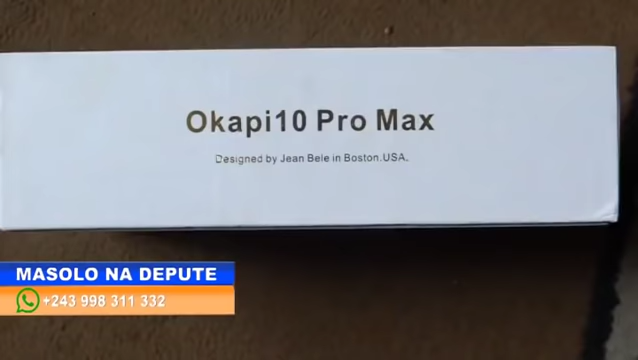 Okapi10 Pro Max
Designed by Jean Bele in Boston.USA.
MASOLO NA DEPUTE
+243 998 311 332